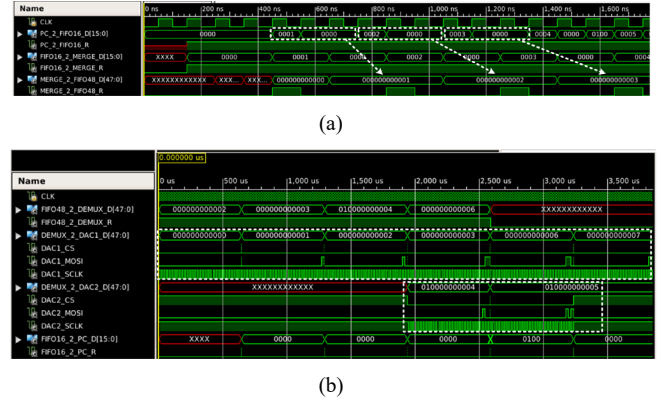 Name
0 ns 200 ns 400 ns 600 ns 800 ns 1,000 ns 1,200 ns 1,400 ns 1,600 ns
CLK
PC_2_FIFO16_D[15:0] 0000 0001 0000 0002 0000 0003 0000 0004 0000 0100 0005
PC_2_FIFO16_R
FIFO16_2_MERGE_D[15:0] XXXX 0000 0001 0000 0002 0000 0003 0000 0004
FIFO16_2_MERGE_R
MERGE_2_FIFO48_D[47:0] XXXXXXXXXXXX XXX... XXX... 000000000000 000000000001 000000000002 000000000003
MERGE_2_FIFO48_R
(a)
0.000000 us
Name
0 us 500 us 1,000 us 1,500 us 2,000 us 2,500 us 3,000 us 3,500 us
CLK
FIFO48_2_DEMUX_D[47:0] 000000000002 000000000003 010000000004 000000000006 XXXXXXXXXXXX
FIFO48_2_DEMUX_R
DEMUX_2_DAC1_D[47:0] 000000000000 000000000001 000000000002 000000000003 000000000006 000000000007
DAC1_CS
DAC1_MOSI
DAC1_SCLK
DEMUX_2_DAC2_D[47:0] XXXXXXXXXXXX 010000000004 010000000005
DAC2_CS
DAC2_MOSI
DAC2_SCLK
FIFO16_2_PC_D[15:0] XXXX 0000 0000 0000 0100 0000
FIFO16_2_PC_R
(b)